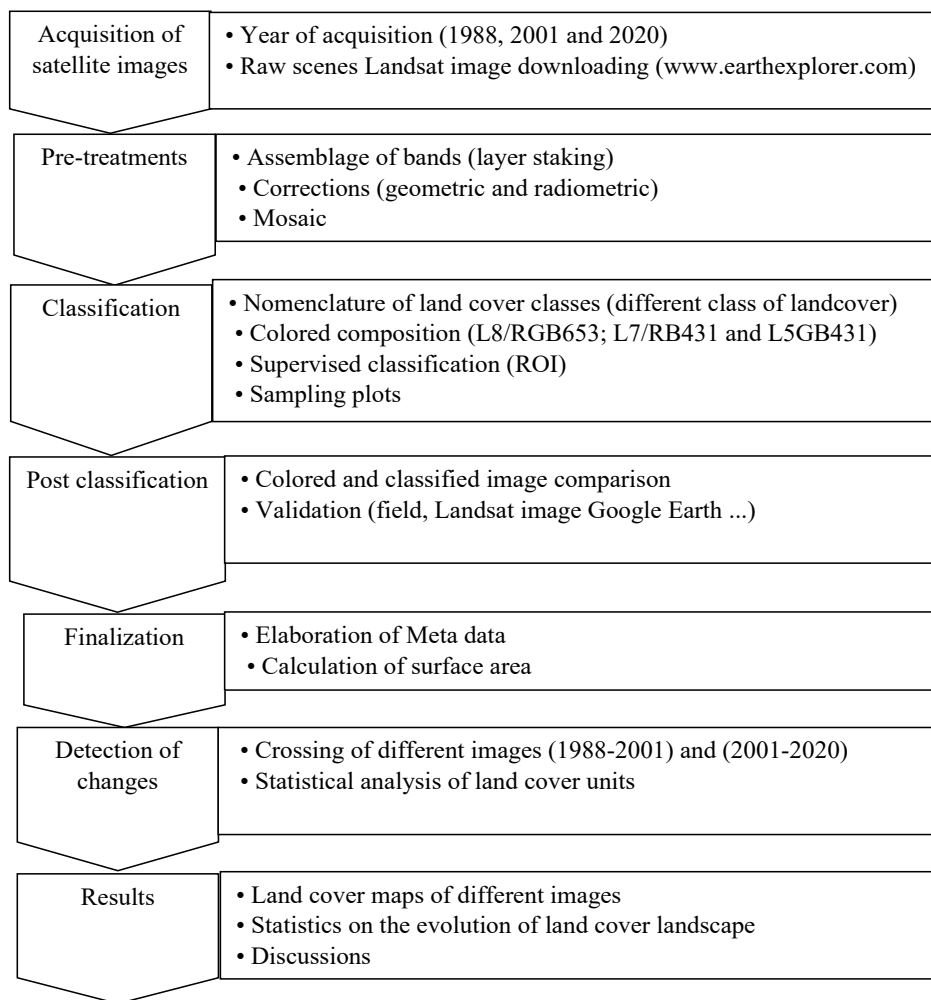 Acquisition of
satellite images
• Year of acquisition (1988, 2001 and 2020)
• Raw scenes Landsat image downloading (www.earthexplorer.com)
Pre-treatments
• Assemblage of bands (layer staking)
• Corrections (geometric and radiometric)
• Mosaic
Classification
• Nomenclature of land cover classes (different class of landcover)
• Colored composition (L8/RGB653; L7/RB431 and L5GB431)
• Supervised classification (ROI)
• Sampling plots
Post classification
• Colored and classified image comparison
• Validation (field, Landsat image Google Earth ...)
Finalization
• Elaboration of Meta data
• Calculation of surface area
Detection of
changes
• Crossing of different images (1988-2001) and (2001-2020)
• Statistical analysis of land cover units
Results
• Land cover maps of different images
• Statistics on the evolution of land cover landscape
• Discussions